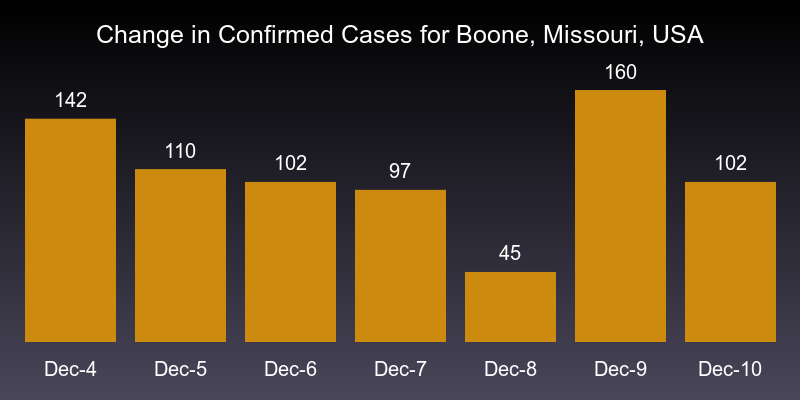 Change in Confirmed Cases for Boone, Missouri, USA
142
110
102
97
45
160
102
Dec-4
Dec-5
Dec-6
Dec-7
Dec-8
Dec-9
Dec-10